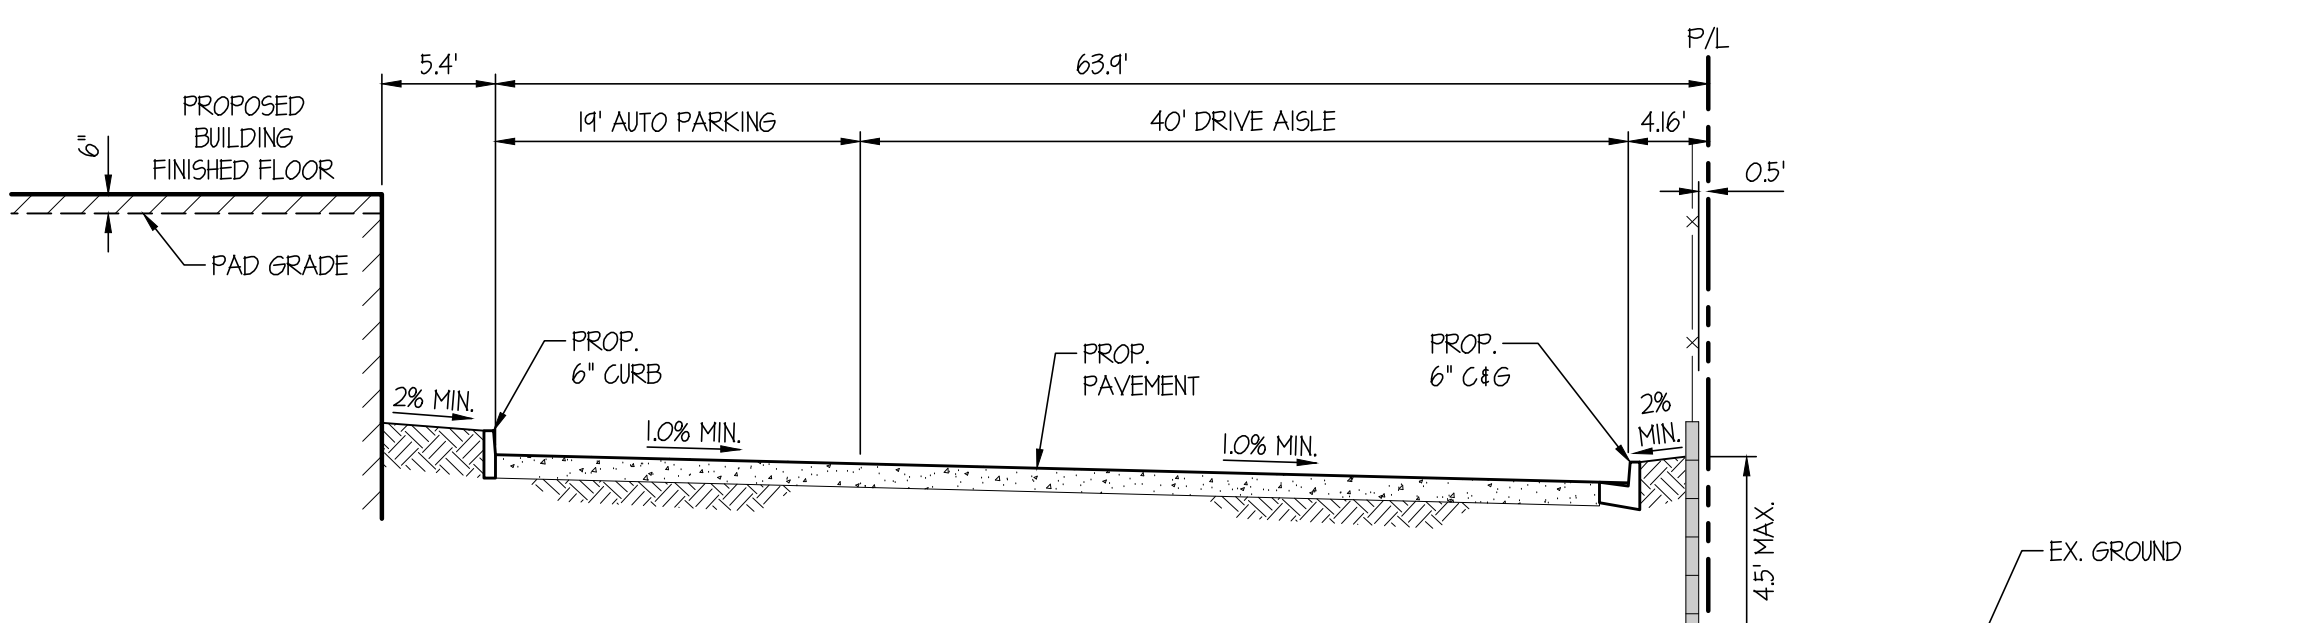 P/L
5.4'
63.9'
PROPOSED
BUILDING
FINISHED FLOOR
6"
19' AUTO PARKING
40' DRIVE AISLE
4.16'
0.5'
PAD GRADE
PROP.
6" CURB
PROP.
PAVEMENT
PROP.
6" C&G
2% MIN.
1.0% MIN.
1.0% MIN.
2%
MIN.
4.5' MAX.
EX. GROUND
X
X